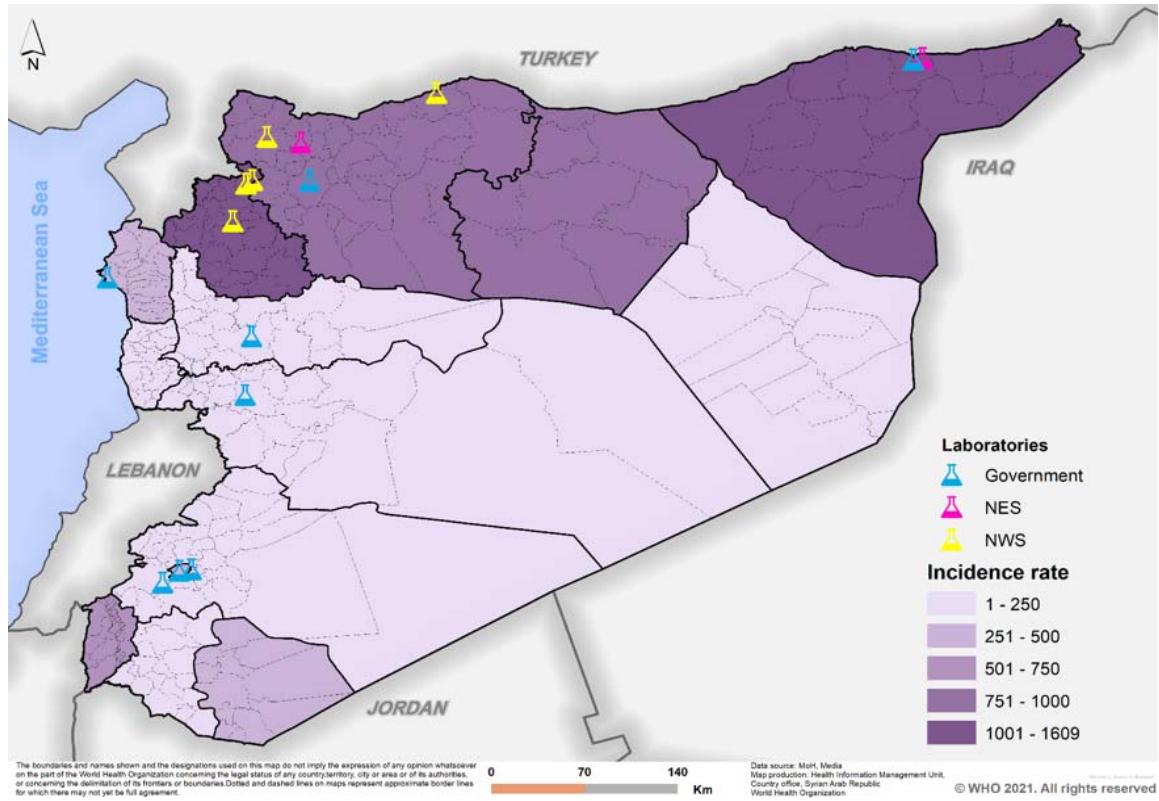 N
TURKEY
IRAQ
Mediterranean Sea
LEBANON
JORDAN
Laboratories
Government
NES
NWS
Incidence rate
1 - 250
251 - 500
501 - 750
751 - 1000
1001 - 1609
The boundaries and names shown and the designations used on this map do not imply the expression of any opinion whatsoever
on the part of the World Health Organization concerning the legal status of any country,territory, city or area or of its authorities,
or concerning the delimitation of its frontiers or boundaries.Dotted and dashed lines on maps represent approximate border lines
for which there may not yet be full agreement.
0 70 140
Km
Data source: MoH, Media
Map production: Health Information Management Unit,
Country office, Syrian Arab Republic
World Health Organization
© WHO 2021. All rights reserved